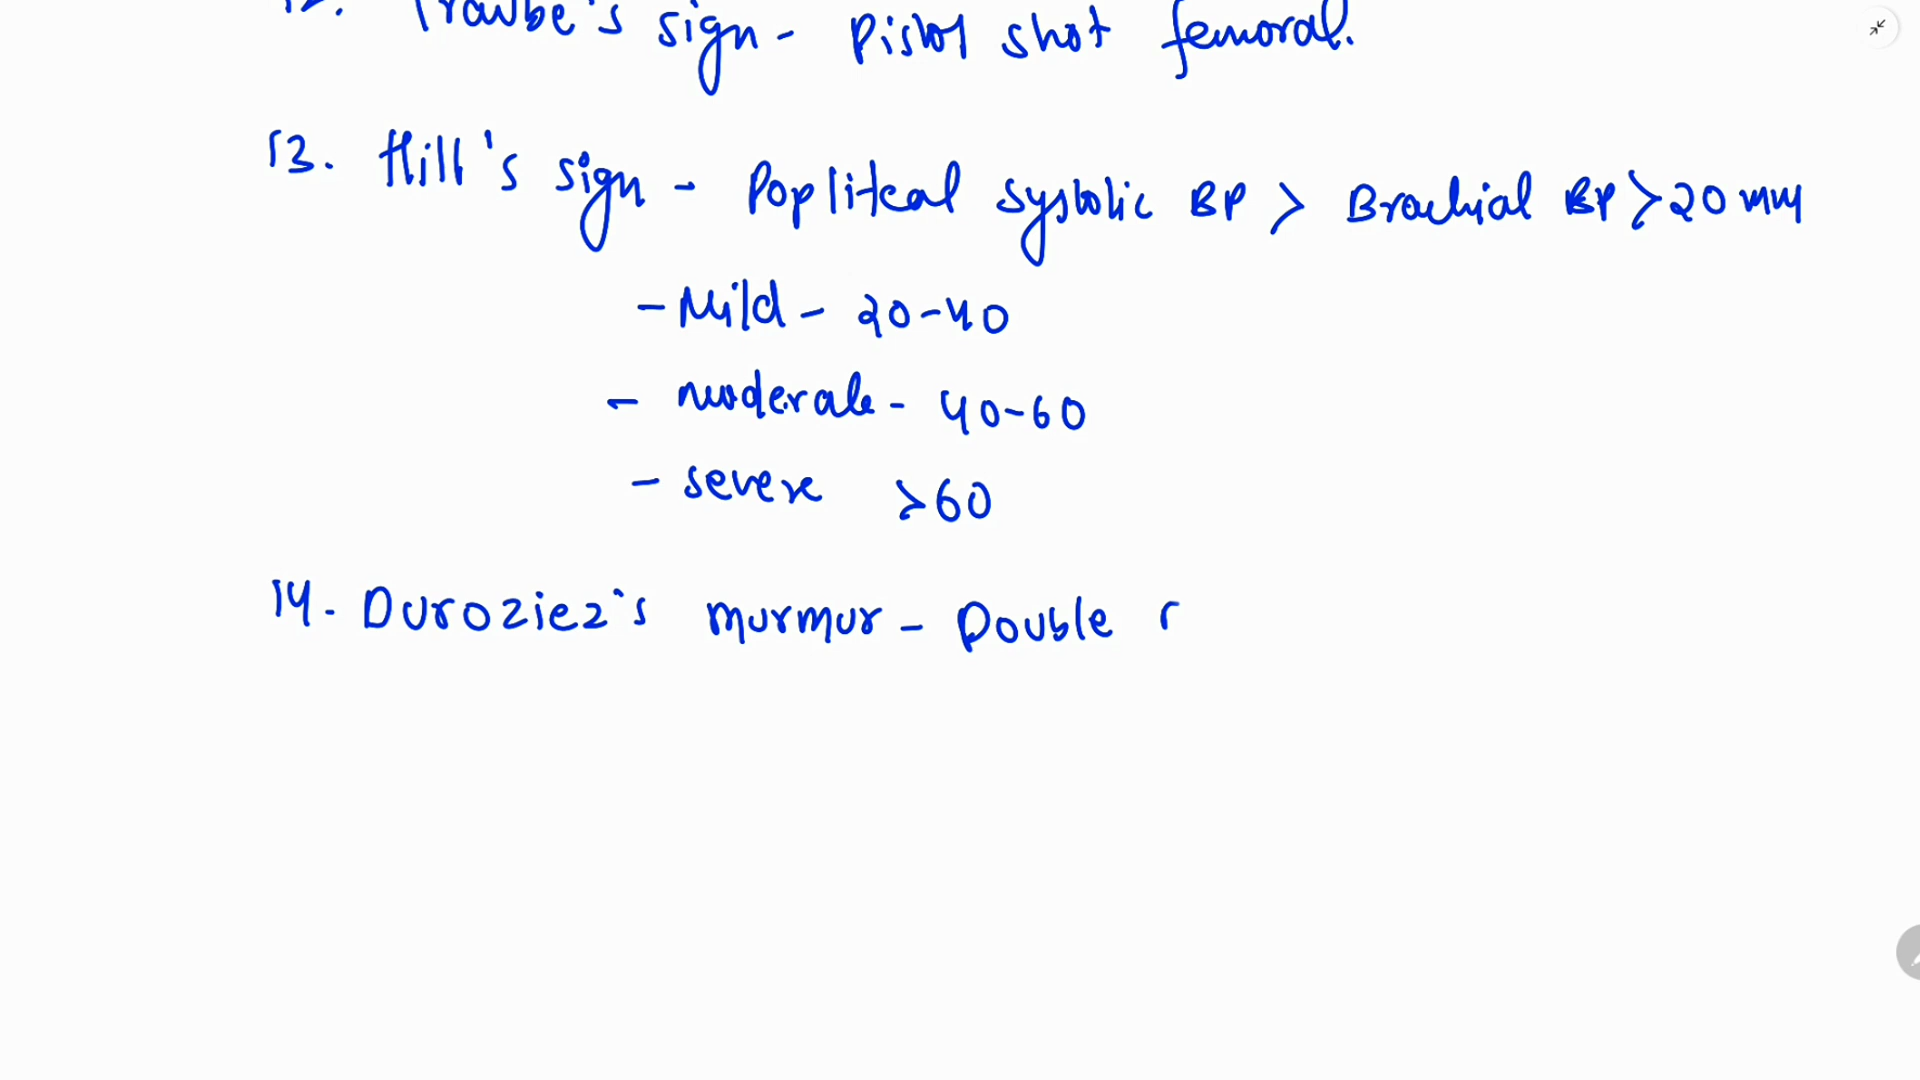 12. Traube's sign - Pistol shot femoral.
13. Hill's sign - Popliteal systolic BP > Brachial BP > 20 mm
- Mild - 20-40
- moderate - 40-60
- severe >60
14. Duroziez's murmur - Double